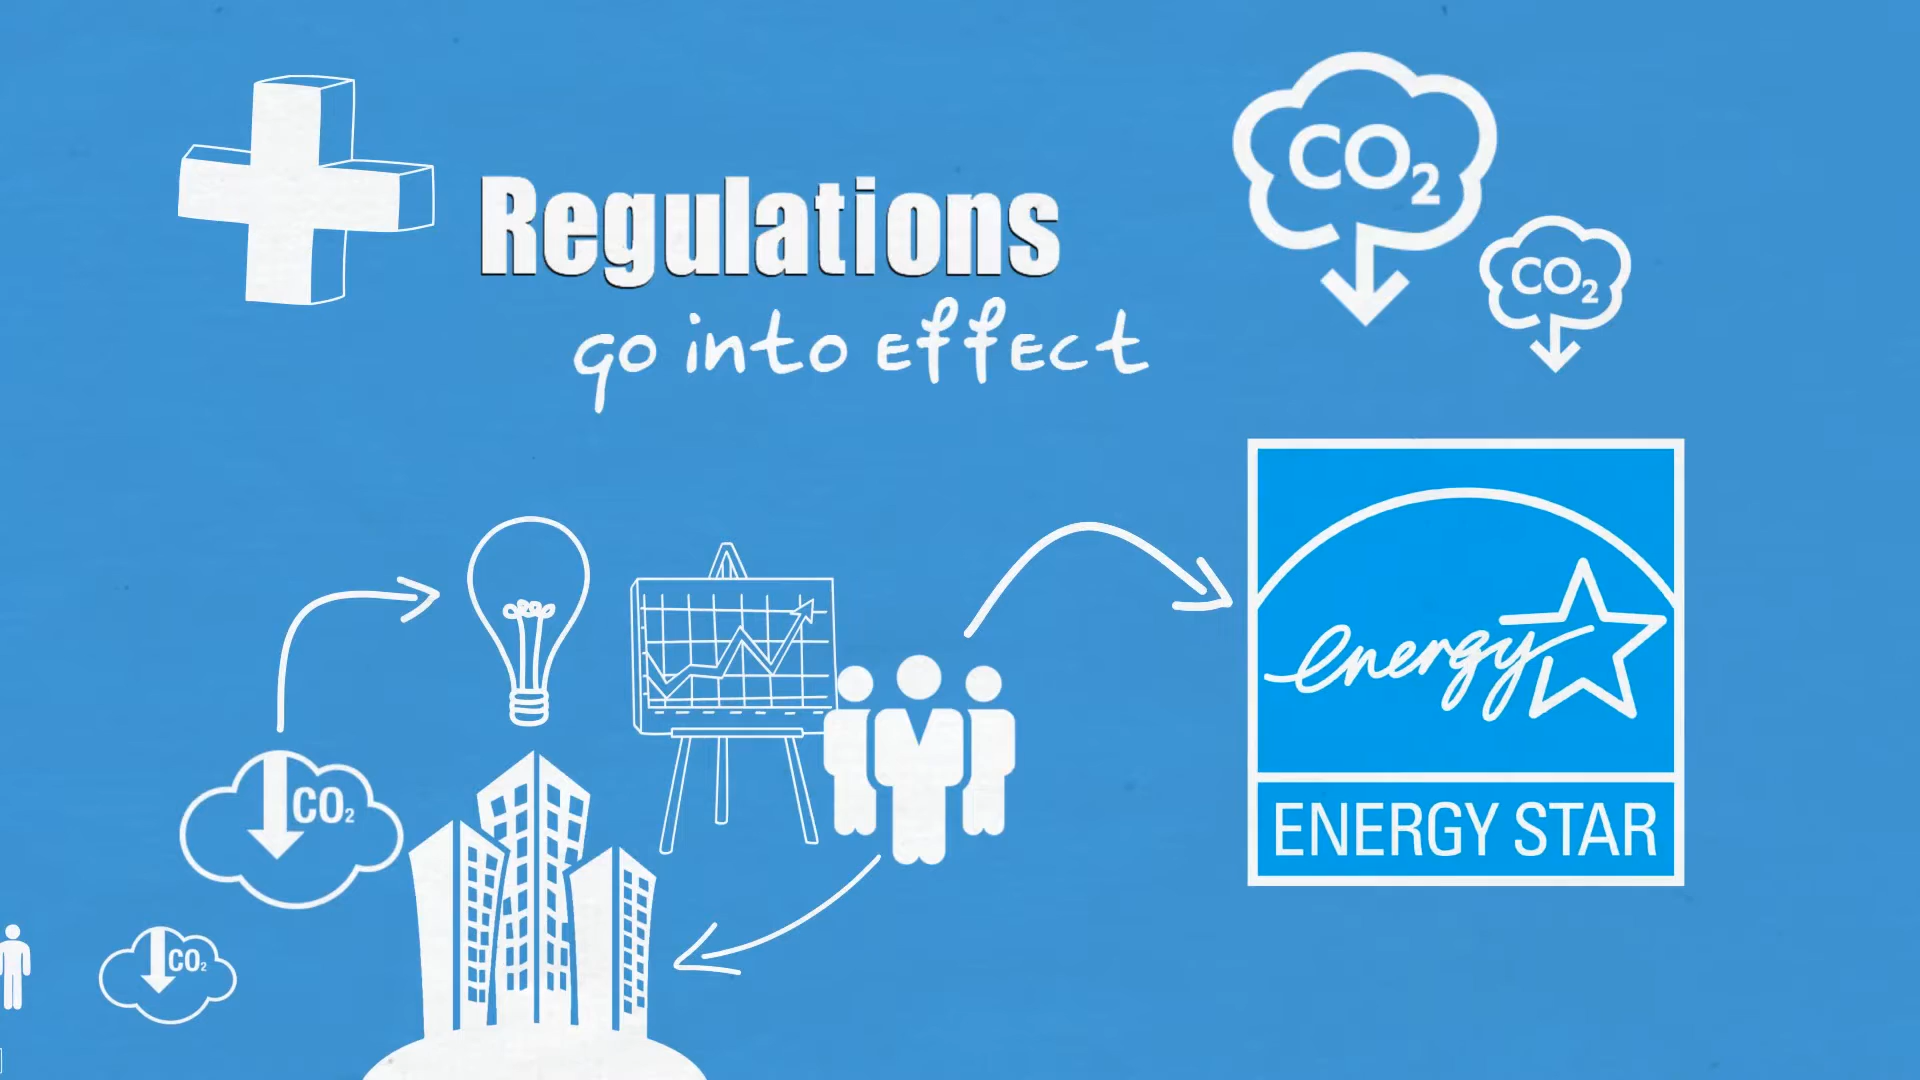 Regulations
go into effect
CO₂
CO₂
energy
ENERGY STAR
CO₂
CO₂